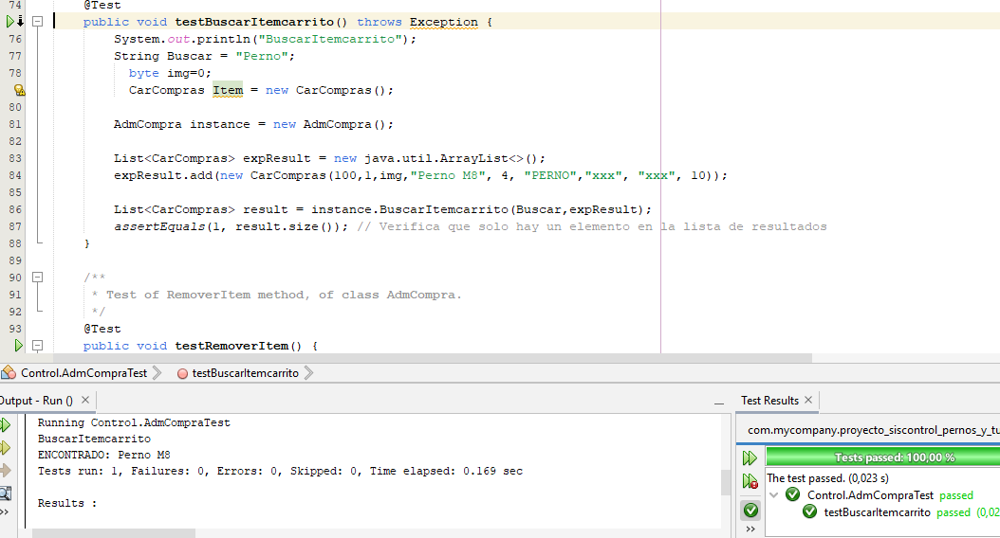 74 @Test
public void testBuscarItemcarrito() throws Exception {
76 System.out.println("BuscarItemcarrito");
77 String Buscar = "Perno";
78 byte img=0;
CarCompras Item = new CarCompras();
80
81 AdmCompra instance = new AdmCompra();
82
83 List<CarCompras> expResult = new java.util.ArrayList<>();
84 expResult.add(new CarCompras(100,1,img,"Perno M8", 4, "PERNO","xxx", "xxx", 10));
85
86 List<CarCompras> result = instance.BuscarItemcarrito(Buscar,expResult);
87 assertEquals(1, result.size()); // Verifica que solo hay un elemento en la lista de resultados
88 }
89
90 /**
91 * Test of RemoverItem method, of class AdmCompra.
92 */
93 @Test
public void testRemoverItem() {
Control.AdmCompraTest testBuscarItemcarrito
Output - Run ()
Running Control.AdmCompraTest
BuscarItemcarrito
ENCONTRADO: Perno M8
Tests run: 1, Failures: 0, Errors: 0, Skipped: 0, Time elapsed: 0.169 sec
Results :
Test Results
com.mycompany.proyecto_siscontrol_pernos_y_tu
Tests passed: 100,00 %
The test passed. (0,023 s)
Control.AdmCompraTest passed
testBuscarItemcarrito passed (0,02